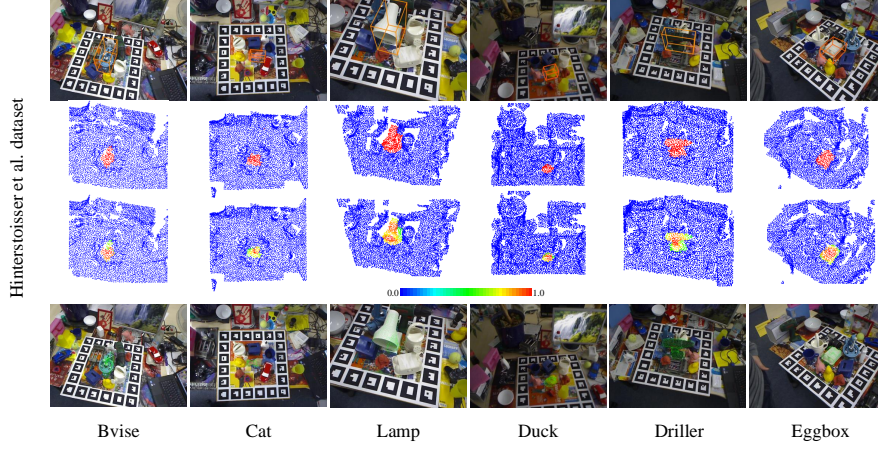 Hinterstoisser et al. dataset
0.0 1.0
Bvise Cat Lamp Duck Driller Eggbox